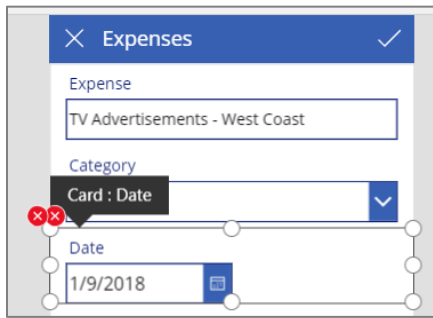 Expenses
Expense
TV Advertisements - West Coast
Category
Card : Date
Date
1/9/2018